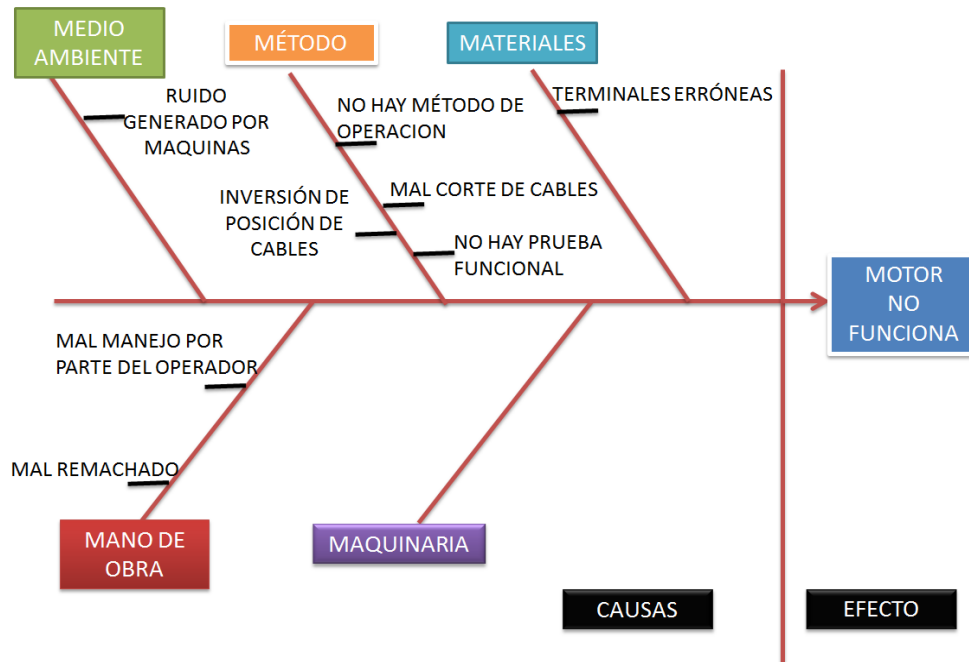 MEDIO
AMBIENTE
MÉTODO
MATERIALES
RUIDO
GENERADO POR
MAQUINAS
NO HAY MÉTODO DE
OPERACION
TERMINALES ERRÓNEAS
INVERSIÓN DE
POSICIÓN DE
CABLES
MAL CORTE DE CABLES
NO HAY PRUEBA
FUNCIONAL
MOTOR
NO
FUNCIONA
MAL MANEJO POR
PARTE DEL OPERADOR
MAL REMACHADO
MANO DE
OBRA
MAQUINARIA
CAUSAS
EFECTO